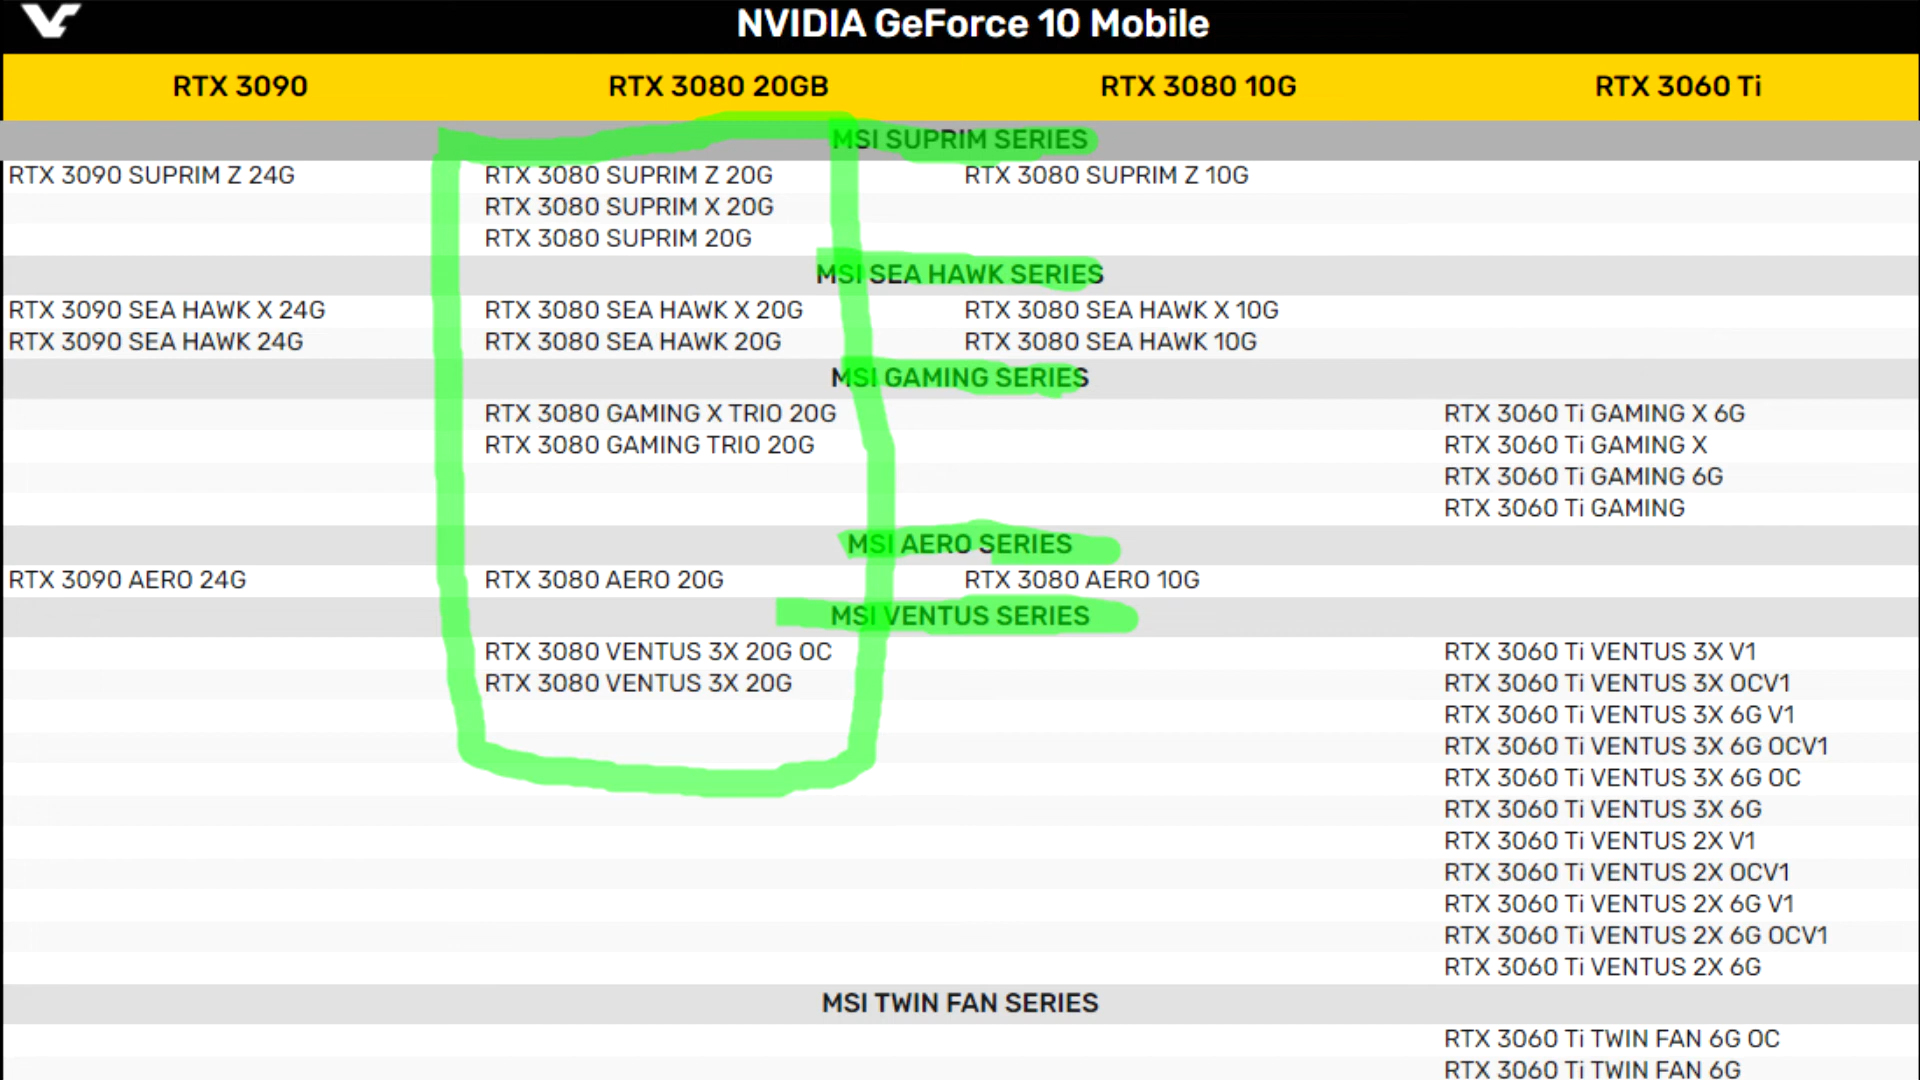 NVIDIA GeForce 10 Mobile
RTX 3090 RTX 3080 20GB RTX 3080 10G RTX 3060 Ti
MSI SUPRIM SERIES
RTX 3090 SUPRIM Z 24G RTX 3080 SUPRIM Z 20G RTX 3080 SUPRIM Z 10G
RTX 3080 SUPRIM X 20G
RTX 3080 SUPRIM 20G
MSI SEA HAWK SERIES
RTX 3090 SEA HAWK X 24G RTX 3080 SEA HAWK X 20G RTX 3080 SEA HAWK X 10G
RTX 3090 SEA HAWK 24G RTX 3080 SEA HAWK 20G RTX 3080 SEA HAWK 10G
MSI GAMING SERIES
RTX 3080 GAMING X TRIO 20G RTX 3060 Ti GAMING X 6G
RTX 3080 GAMING TRIO 20G RTX 3060 Ti GAMING X
RTX 3060 Ti GAMING 6G
RTX 3060 Ti GAMING
MSI AERO SERIES
RTX 3090 AERO 24G RTX 3080 AERO 20G RTX 3080 AERO 10G
MSI VENTUS SERIES
RTX 3080 VENTUS 3X 20G OC RTX 3060 Ti VENTUS 3X V1
RTX 3080 VENTUS 3X 20G RTX 3060 Ti VENTUS 3X OCV1
RTX 3060 Ti VENTUS 3X 6G V1
RTX 3060 Ti VENTUS 3X 6G OCV1
RTX 3060 Ti VENTUS 3X 6G OC
RTX 3060 Ti VENTUS 3X 6G
RTX 3060 Ti VENTUS 2X V1
RTX 3060 Ti VENTUS 2X OCV1
RTX 3060 Ti VENTUS 2X 6G V1
RTX 3060 Ti VENTUS 2X 6G OCV1
RTX 3060 Ti VENTUS 2X 6G
MSI TWIN FAN SERIES
RTX 3060 Ti TWIN FAN 6G OC
RTX 3060 Ti TWIN FAN 6G